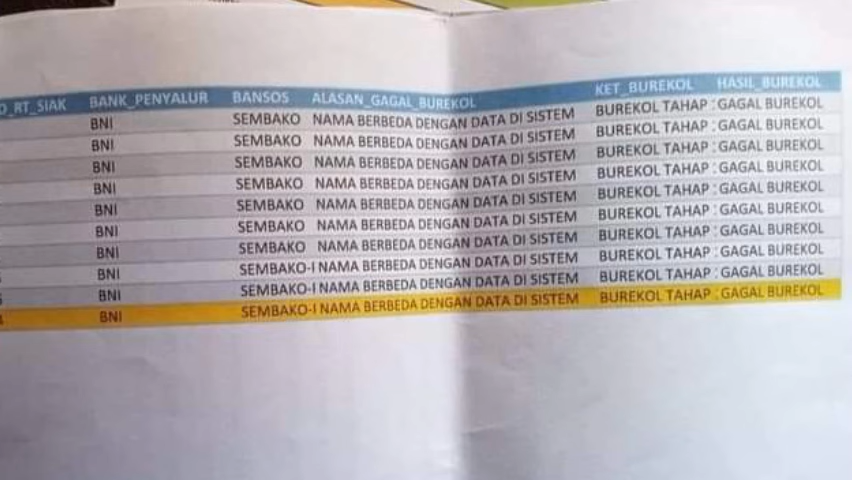 O_RT_SIAK BANK_PENYALUR BANSOS ALASAN_GAGAL_BUREKOL KET_BUREKOL HASIL_BUREKOL
BNI SEMBAKO NAMA BERBEDA DENGAN DATA DI SISTEM BUREKOL TAHAP : GAGAL BUREKOL
BNI SEMBAKO NAMA BERBEDA DENGAN DATA DI SISTEM BUREKOL TAHAP : GAGAL BUREKOL
BNI SEMBAKO NAMA BERBEDA DENGAN DATA DI SISTEM BUREKOL TAHAP : GAGAL BUREKOL
BNI SEMBAKO NAMA BERBEDA DENGAN DATA DI SISTEM BUREKOL TAHAP : GAGAL BUREKOL
BNI SEMBAKO NAMA BERBEDA DENGAN DATA DI SISTEM BUREKOL TAHAP : GAGAL BUREKOL
BNI SEMBAKO NAMA BERBEDA DENGAN DATA DI SISTEM BUREKOL TAHAP : GAGAL BUREKOL
BNI SEMBAKO NAMA BERBEDA DENGAN DATA DI SISTEM BUREKOL TAHAP : GAGAL BUREKOL
BNI SEMBAKO-I NAMA BERBEDA DENGAN DATA DI SISTEM BUREKOL TAHAP : GAGAL BUREKOL
BNI SEMBAKO-I NAMA BERBEDA DENGAN DATA DI SISTEM BUREKOL TAHAP : GAGAL BUREKOL
BNI SEMBAKO-I NAMA BERBEDA DENGAN DATA DI SISTEM BUREKOL TAHAP : GAGAL BUREKOL